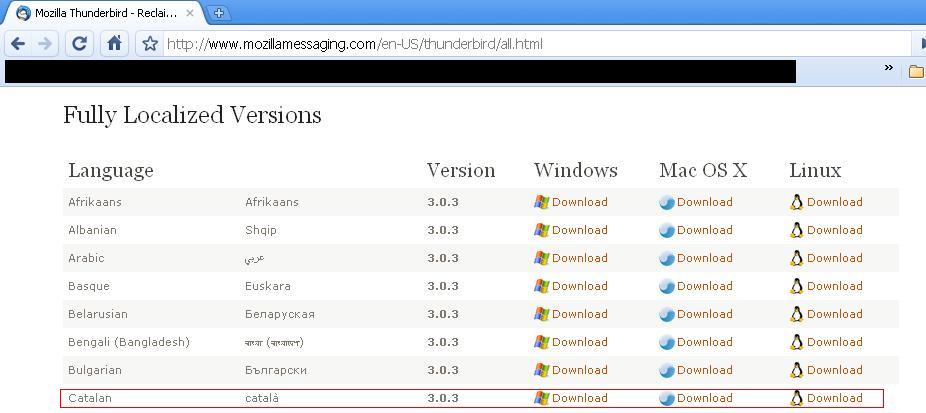 Mozilla Thunderbird - Reclai...
http://www.mozillamessaging.com/en-US/thunderbird/all.html
»
Fully Localized Versions
Language Version Windows Mac OS X Linux
Afrikaans Afrikaans 3.0.3 Download Download Download
Albanian Shqip 3.0.3 Download Download Download
Arabic عربي 3.0.3 Download Download Download
Basque Euskara 3.0.3 Download Download Download
Belarusian Беларуская 3.0.3 Download Download Download
Bengali (Bangladesh) বাংলা (বাংলাদেশ) 3.0.3 Download Download Download
Bulgarian Български 3.0.3 Download Download Download
Catalan català 3.0.3 Download Download Download